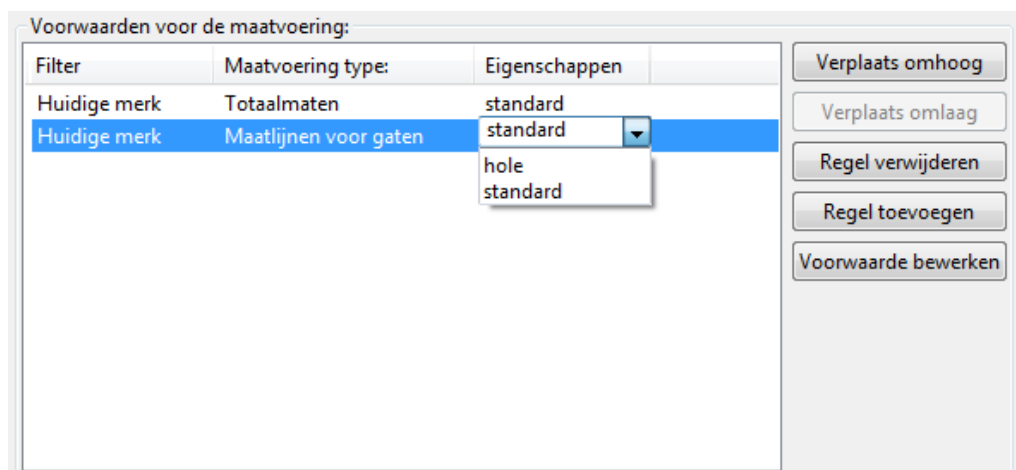 Voorwaarden voor de maatvoering:
Filter Maatvoering type: Eigenschappen
Huidige merk Totaalmaten standard
Huidige merk Maatlijnen voor gaten standard
hole
standard
Verplaats omhoog
Verplaats omlaag
Regel verwijderen
Regel toevoegen
Voorwaarde bewerken